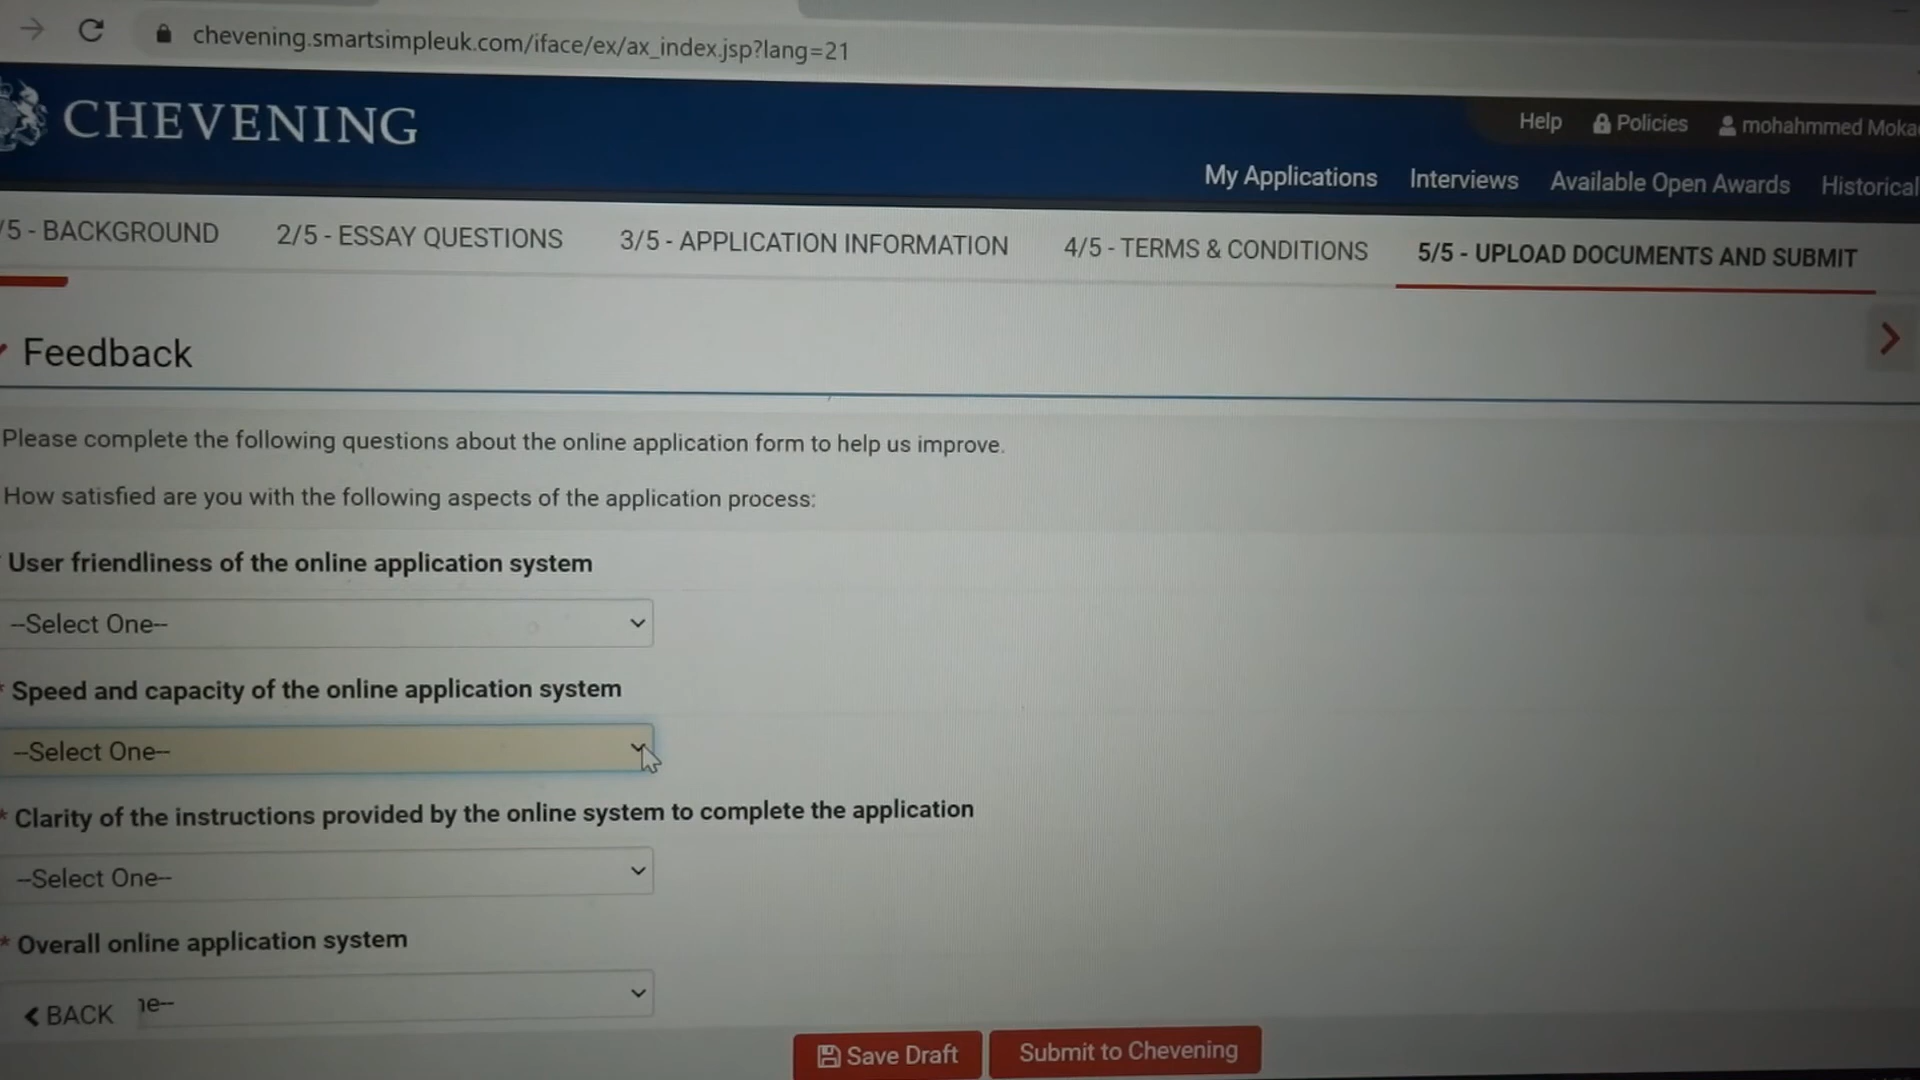 chevening.smartsimpleuk.com/iface/ex/ax_index.jsp?lang=21
CHEVENING
Help Policies mohahmmed Moka
My Applications Interviews Available Open Awards Historical
/5 - BACKGROUND 2/5 - ESSAY QUESTIONS 3/5 - APPLICATION INFORMATION 4/5 - TERMS & CONDITIONS 5/5 - UPLOAD DOCUMENTS AND SUBMIT
Feedback
Please complete the following questions about the online application form to help us improve.
How satisfied are you with the following aspects of the application process:
User friendliness of the online application system
--Select One--
* Speed and capacity of the online application system
--Select One--
* Clarity of the instructions provided by the online system to complete the application
--Select One--
* Overall online application system
BACK ne--
Save Draft Submit to Chevening